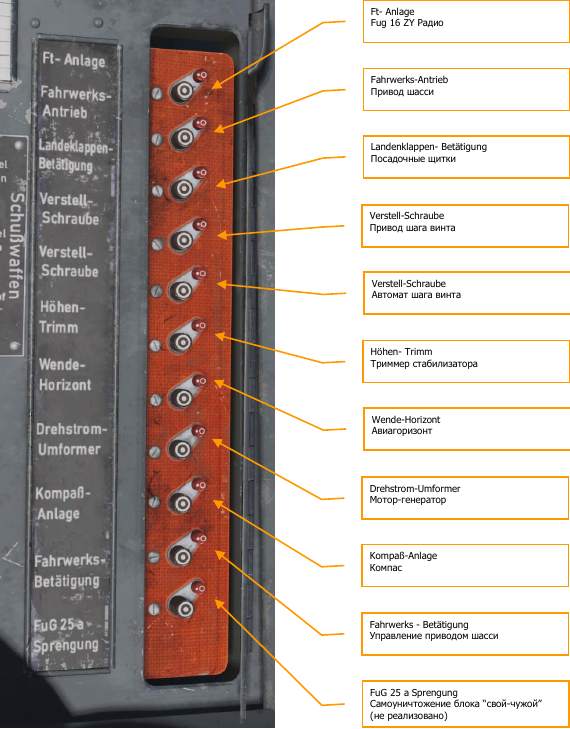 Ft- Anlage
Fahrwerks-
Antrieb
Landenklappen-
Betätigung
Verstell-
Schraube
Verstell-
Schraube
Höhen-
Trimm
Wende-
Horizont
Drehstrom-
Umformer
Kompaß-
Anlage
Fahrwerks-
Betätigung
FuG 25 a
Sprengung
Schußwaffen
Ft- Anlage
Fug 16 ZY Радио
Fahrwerks-Antrieb
Привод шасси
Landenklappen- Betätigung
Посадочные щитки
Verstell-Schraube
Привод шага винта
Verstell-Schraube
Автомат шага винта
Höhen- Trimm
Триммер стабилизатора
Wende-Horizont
Авиагоризонт
Drehstrom-Umformer
Мотор-генератор
Kompaß-Anlage
Компас
Fahrwerks - Betätigung
Управление приводом шасси
FuG 25 a Sprengung
Самоуничтожение блока “свой-чужой”
(не реализовано)